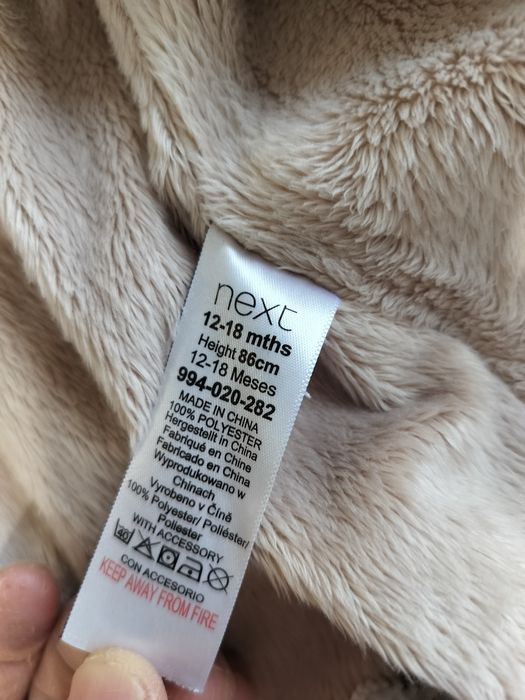 next
12-18 mths
Height 86cm
12-18 Meses
994-020-282
MADE IN CHINA
100% POLYESTER
Hergestellt in China
Fabriqué en Chine
Fabricado en China
Wyprodukowano w
Chinach
Vyrobeno v Číně
100% Polyester/ Poliéster/
Poliester
WITH ACCESSORY
40
CON ACCESORIO
KEEP AWAY FROM FIRE